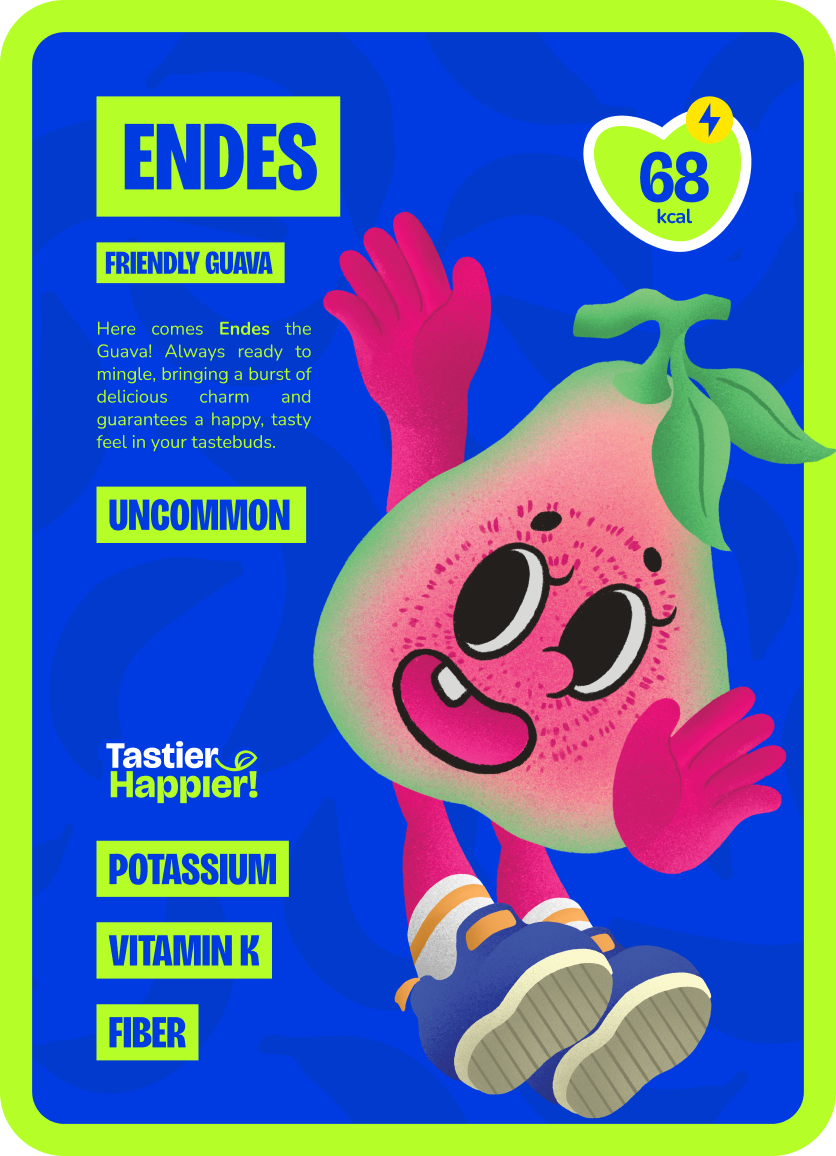 ENDES
68
kcal
FRIENDLY GUAVA
Here comes Endes the
Guava! Always ready to
mingle, bringing a burst of
delicious charm and
guarantees a happy, tasty
feel in your tastebuds.
UNCOMMON
Tastier
Happier!
POTASSIUM
VITAMIN K
FIBER